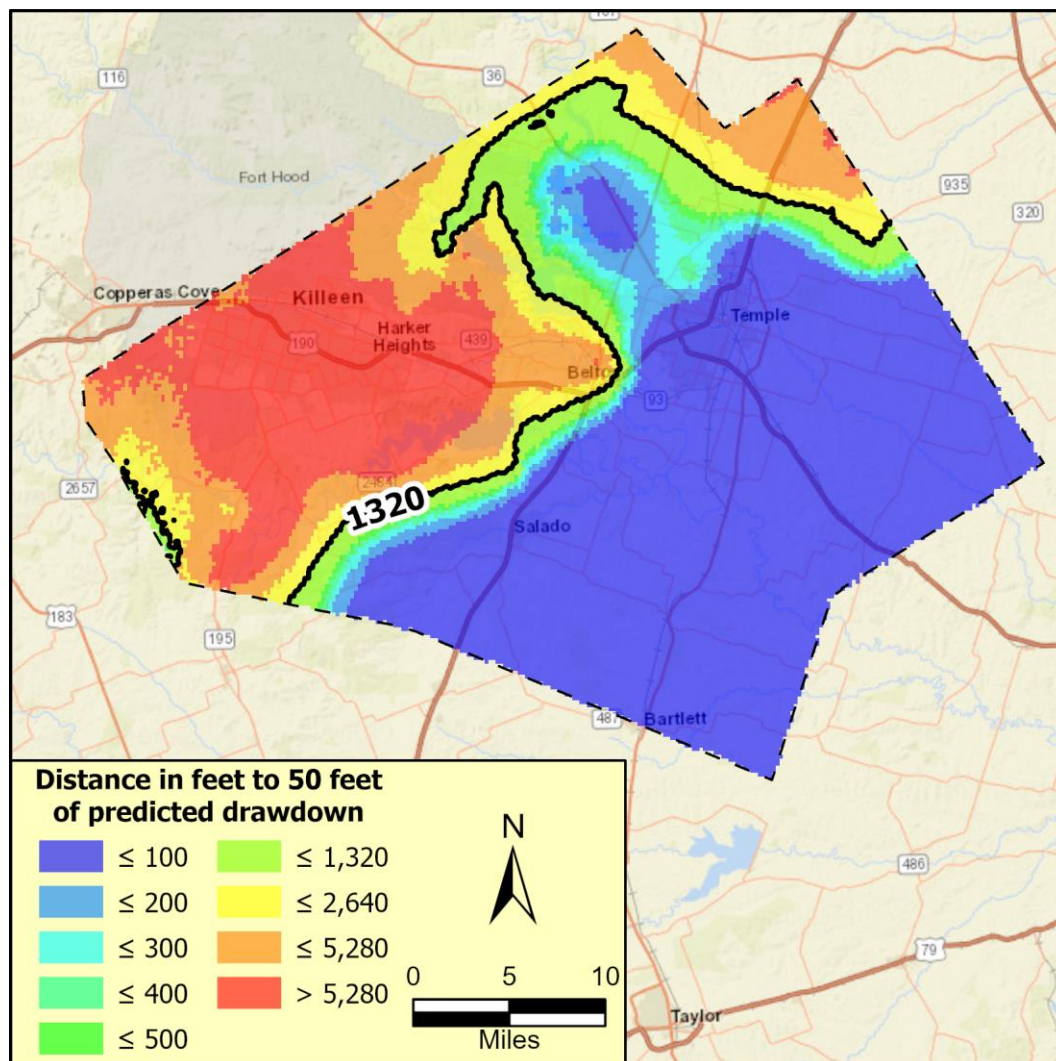 116
36
Fort Hood
935
320
Copperas Cove
Killeen
190
Harker
Heights
439
Temple
Belto
93
2657
1320
Salado
183
195
487
Bartlett
Distance in feet to 50 feet
of predicted drawdown
≤ 100
≤ 200
≤ 300
≤ 400
≤ 500
≤ 1,320
≤ 2,640
≤ 5,280
> 5,280
N
0 5 10
Miles
486
79
Taylor